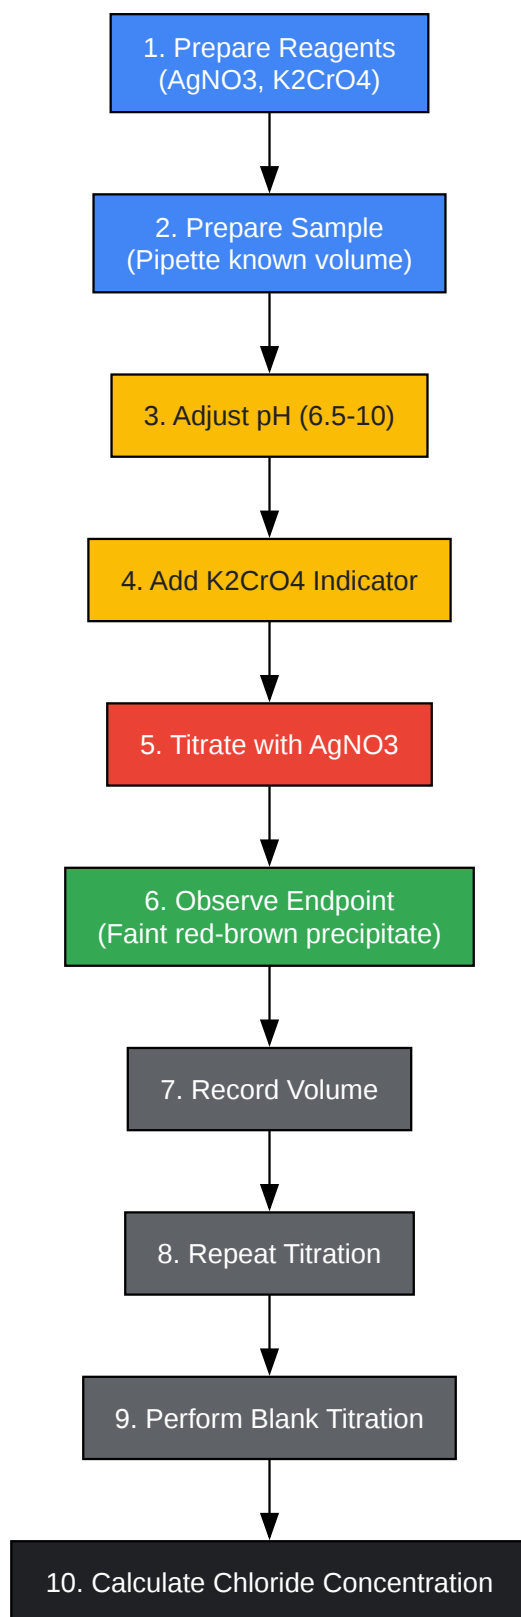 1. Prepare Reagents
(AgNO3, K2CrO4)
2. Prepare Sample
(Pipette known volume)
3. Adjust pH (6.5-10)
4. Add K2CrO4 Indicator
5. Titrate with AgNO3
6. Observe Endpoint
(Faint red-brown precipitate)
7. Record Volume
8. Repeat Titration
9. Perform Blank Titration
10. Calculate Chloride Concentration